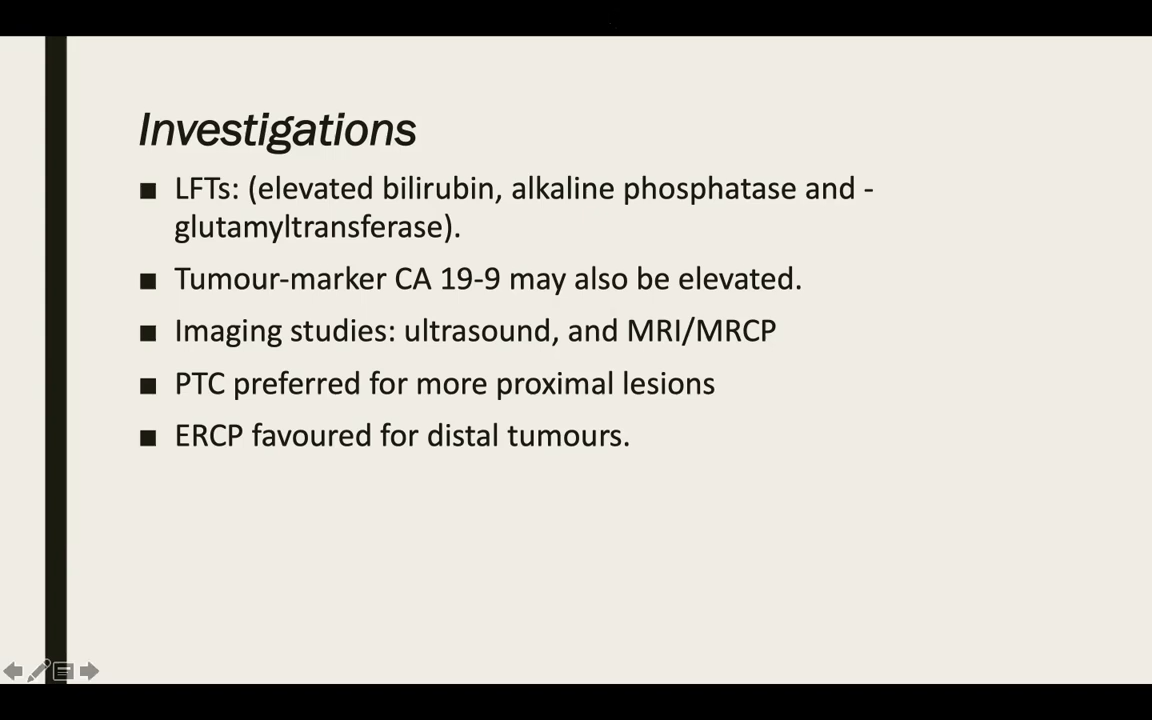 Investigations
■ LFTs: (elevated bilirubin, alkaline phosphatase and -
glutamyltransferase).
■ Tumour-marker CA 19-9 may also be elevated.
■ Imaging studies: ultrasound, and MRI/MRCP
■ PTC preferred for more proximal lesions
■ ERCP favoured for distal tumours.